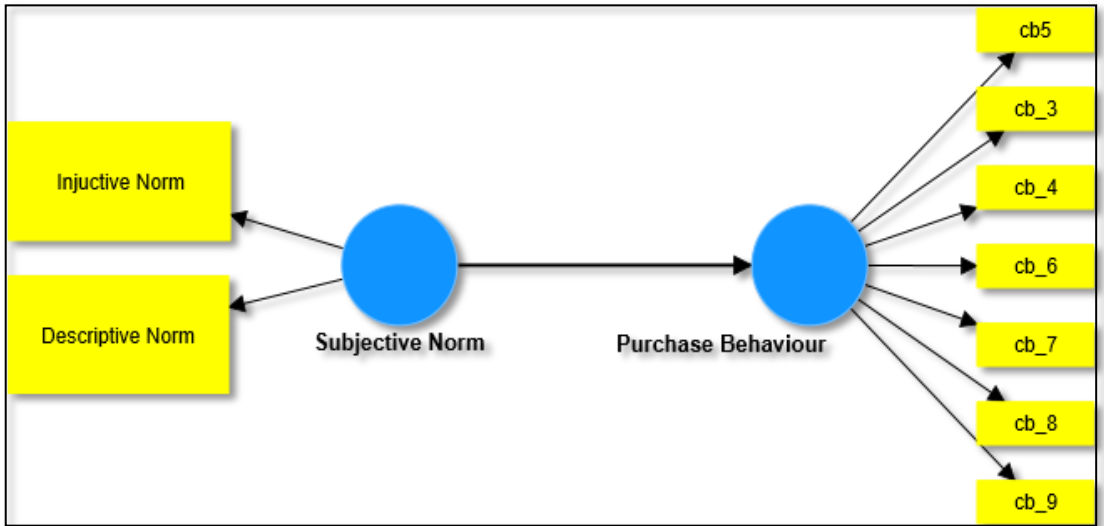 Injuctive Norm
Descriptive Norm
Subjective Norm
Purchase Behaviour
cb5
cb_3
cb_4
cb_6
cb_7
cb_8
cb_9